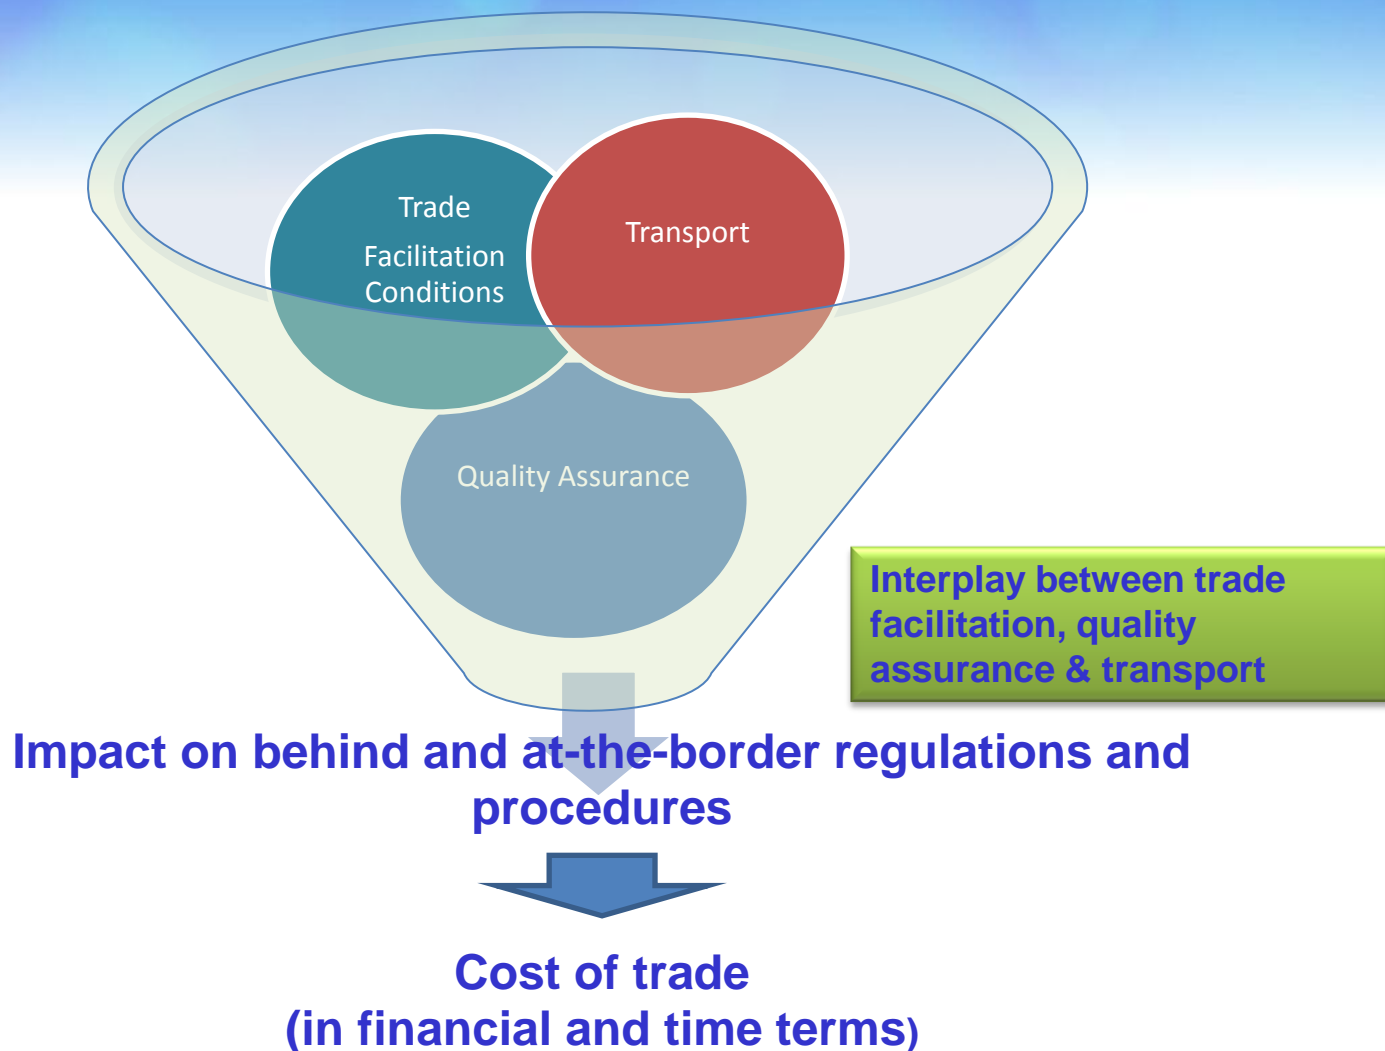 Trade
Facilitation
Conditions
Transport
Quality Assurance
Interplay between trade
facilitation, quality
assurance & transport
Impact on behind and at-the-border regulations and
procedures
Cost of trade
(in financial and time terms)